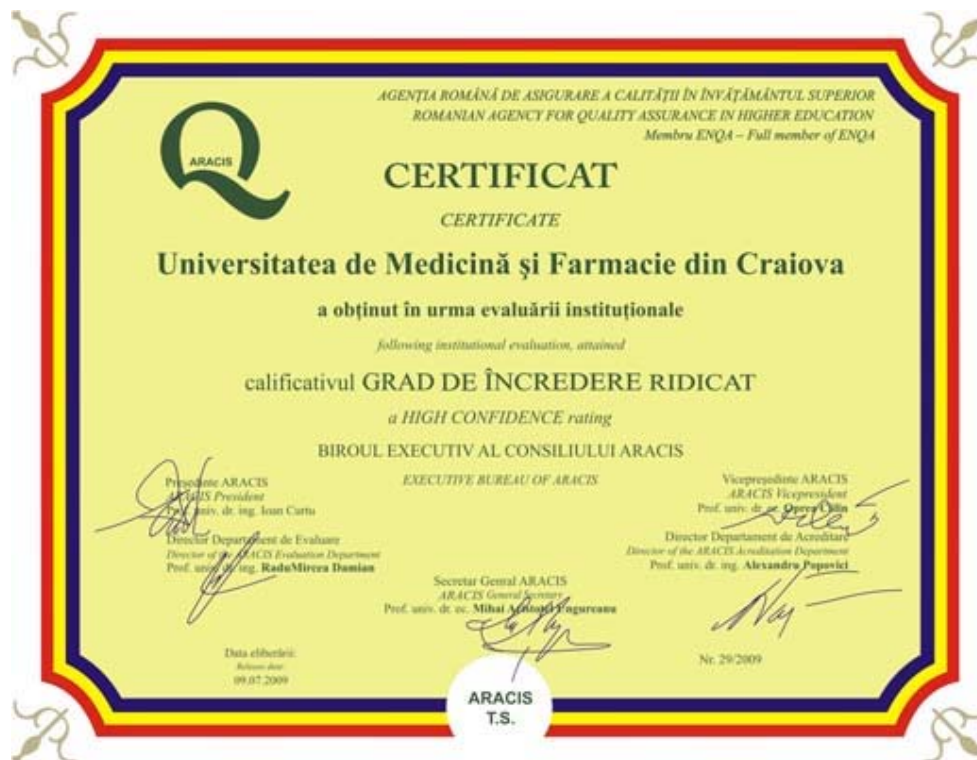 AGENȚIA ROMÂNĂ DE ASIGURARE A CALITĂȚII ÎN ÎNVĂȚĂMÂNTUL SUPERIOR
ROMANIAN AGENCY FOR QUALITY ASSURANCE IN HIGHER EDUCATION
Membru ENQA – Full member of ENQA
ARACIS
CERTIFICAT
CERTIFICATE
Universitatea de Medicină şi Farmacie din Craiova
a obținut în urma evaluării instituționale
following institutional evaluation, attained
calificativul GRAD DE ÎNCREDERE RIDICAT
a HIGH CONFIDENCE rating
BIROUL EXECUTIV AL CONSILIULUI ARACIS
EXECUTIVE BUREAU OF ARACIS
Președinte ARACIS
ARACIS President
Prof. univ. dr. ing. Ioan Curtu
Director Departament de Evaluare
Director of the ARACIS Evaluation Department
Prof. univ. dr. ing. RaduMircea Damian
Vicepreședinte ARACIS
ARACIS Vicepresident
Prof. univ. dr. ec. Oprea Călin
Director Departament de Acreditare
Director of the ARACIS Acreditation Department
Prof. univ. dr. ing. Alexandru Popovici
Secretar Genral ARACIS
ARACIS General Secretary
Prof. univ. dr. ec. Mihai Aristotel Ungureanu
Data eliberării:
Release date:
09.07.2009
Nr. 29/2009
ARACIS
T.S.